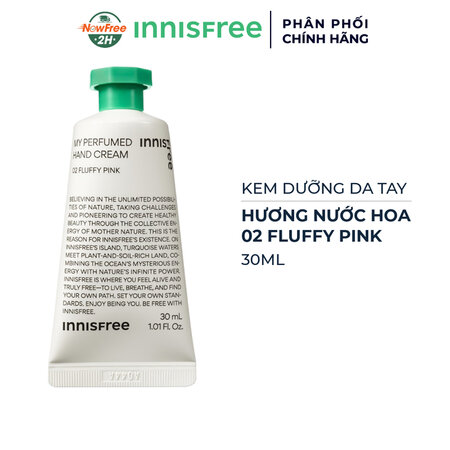 NowFree
2H
innisfree
PHÂN PHỐI
CHÍNH HÃNG
MY PERFUMED
HAND CREAM
02 FLUFFY PINK
innisfree
BELIEVING IN THE UNLIMITED POSSIBILI-
TIES OF NATURE, TAKING CHALLENGES
AND PIONEERING TO CREATE HEALTHY
BEAUTY THROUGH THE COLLECTIVE EN-
ERGY OF MOTHER NATURE. THIS IS THE
REASON FOR INNISFREE'S EXISTENCE. ON
INNISFREE'S ISLAND, TURQUOISE WATERS
MEET PLANT-AND-SOIL-RICH LAND, CO-
MBINING THE OCEAN'S MYSTERIOUS EN-
ERGY WITH NATURE'S INFINITE POWER.
INNISFREE IS WHERE YOU FEEL ALIVE AND
TRULY FREE—TO LIVE, BREATHE, AND FIND
YOUR OWN PATH. SET YOUR OWN STAN-
DARDS, ENJOY BEING YOU. BE FREE WITH
INNISFREE.
30 mL
innisfree
1.01 Fl. Oz.
KEM DƯỠNG DA TAY
HƯƠNG NƯỚC HOA
02 FLUFFY PINK
30ML